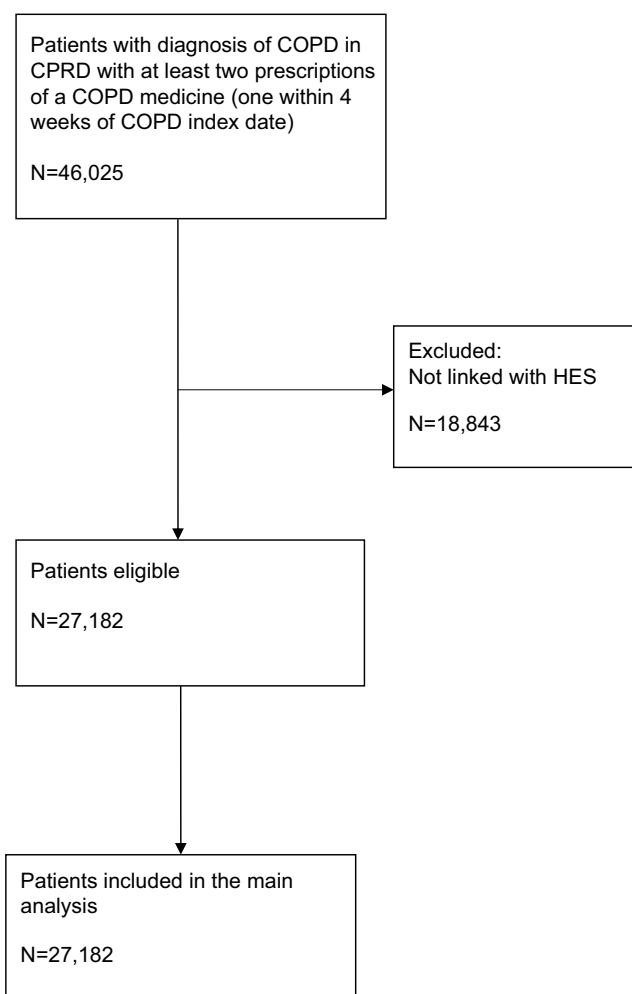 Patients with diagnosis of COPD in
CPRD with at least two prescriptions
of a COPD medicine (one within 4
weeks of COPD index date)
N=46,025
Excluded:
Not linked with HES
N=18,843
Patients eligible
N=27,182
Patients included in the main
analysis
N=27,182